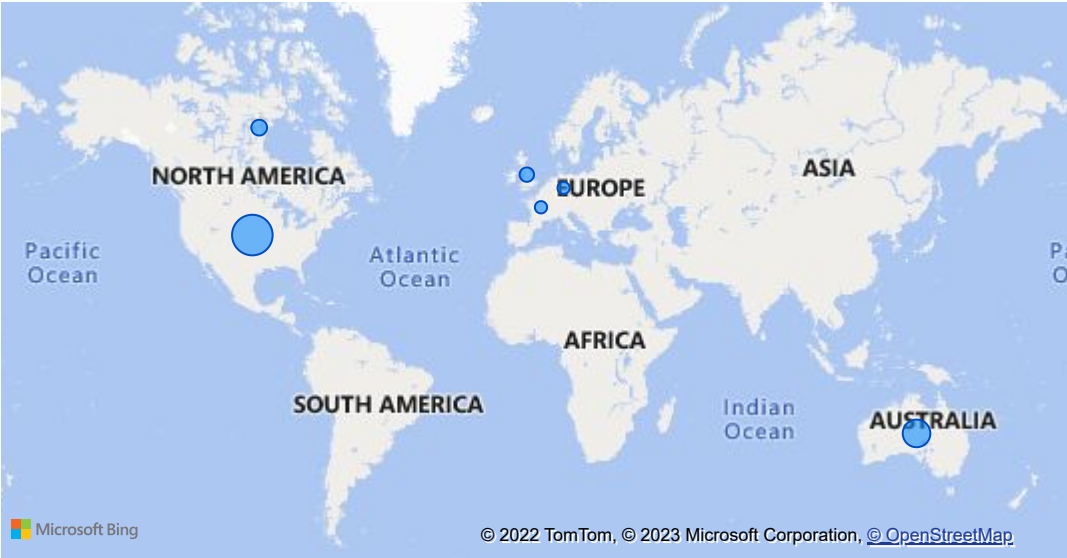 NORTH AMERICA
EUROPE
ASIA
Pacific
Ocean
Atlantic
Ocean
AFRICA
SOUTH AMERICA
Indian
Ocean
AUSTRALIA
Pa
O
Microsoft Bing
© 2022 TomTom, © 2023 Microsoft Corporation, © OpenStreetMap